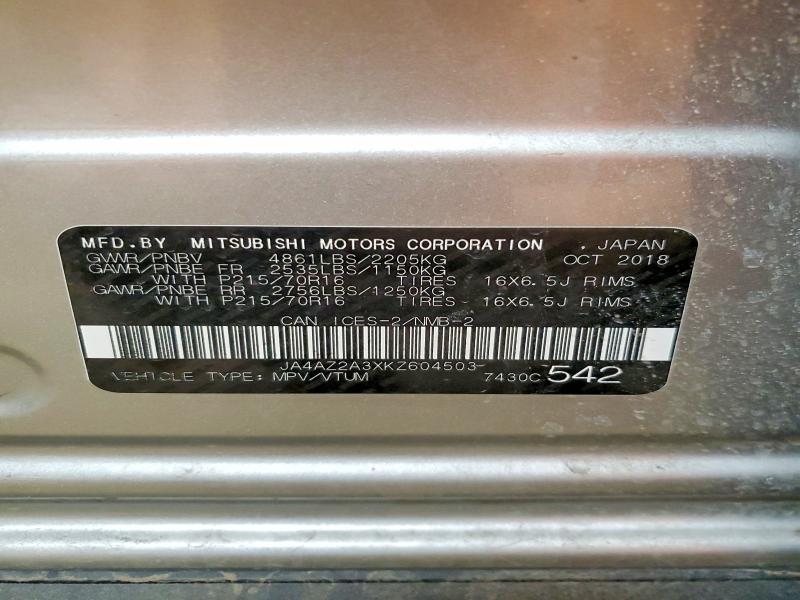 MFD.BY MITSUBISHI MOTORS CORPORATION . JAPAN
GVWR/PNBV 4861LBS/2205KG OCT 2018
GAWR/PNBE FR 2535LBS/1150KG
WITH P215/70R16 TIRES 16X6.5J RIMS
GAWR/PNBE RR 2756LBS/1250KG
WITH P215/70R16 TIRES 16X6.5J RIMS
CAN ICES-2/NMB-2
JA4AZ2A3XKZ604503
VEHICLE TYPE: MPV/VTUM 7430C 542